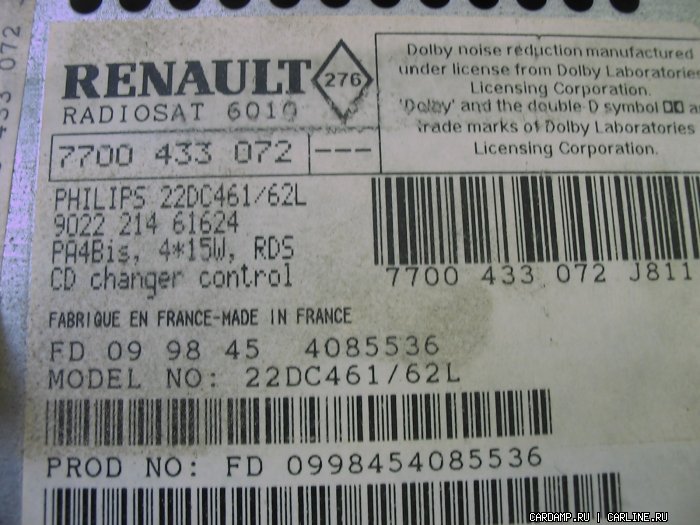 RENAULT 276
RADIOSAT 6010
7700 433 072 ---
Dolby noise reduction manufactured
under license from Dolby Laboratories
Licensing Corporation.
'Dolby' and the double-D symbol
trade marks of Dolby Laboratories
Licensing Corporation.
PHILIPS 22DC461/62L
9022 214 61624
PA4Bis, 4*15W, RDS
CD changer control
7700 433 072 J811
FABRIQUE EN FRANCE-MADE IN FRANCE
FD 09 98 45 4085536
MODEL NO: 22DC461/62L
PROD NO: FD 0998454085536
433 072
CARDAMP.RU | CARLINE.RU